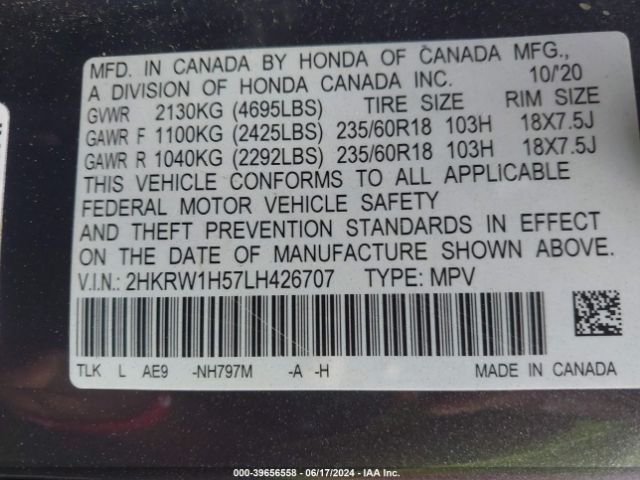 MFD. IN CANADA BY HONDA OF CANADA MFG.,
A DIVISION OF HONDA CANADA INC. 10/'20
GVWR 2130KG (4695LBS) TIRE SIZE RIM SIZE
GAWR F 1100KG (2425LBS) 235/60R18 103H 18X7.5J
GAWR R 1040KG (2292LBS) 235/60R18 103H 18X7.5J
THIS VEHICLE CONFORMS TO ALL APPLICABLE
FEDERAL MOTOR VEHICLE SAFETY
AND THEFT PREVENTION STANDARDS IN EFFECT
ON THE DATE OF MANUFACTURE SHOWN ABOVE.
V.I.N.: 2HKRW1H57LH426707 TYPE: MPV
TLK L AE9 -NH797M -A -H MADE IN CANADA
000-39656558 - 06/17/2024 - IAA Inc.